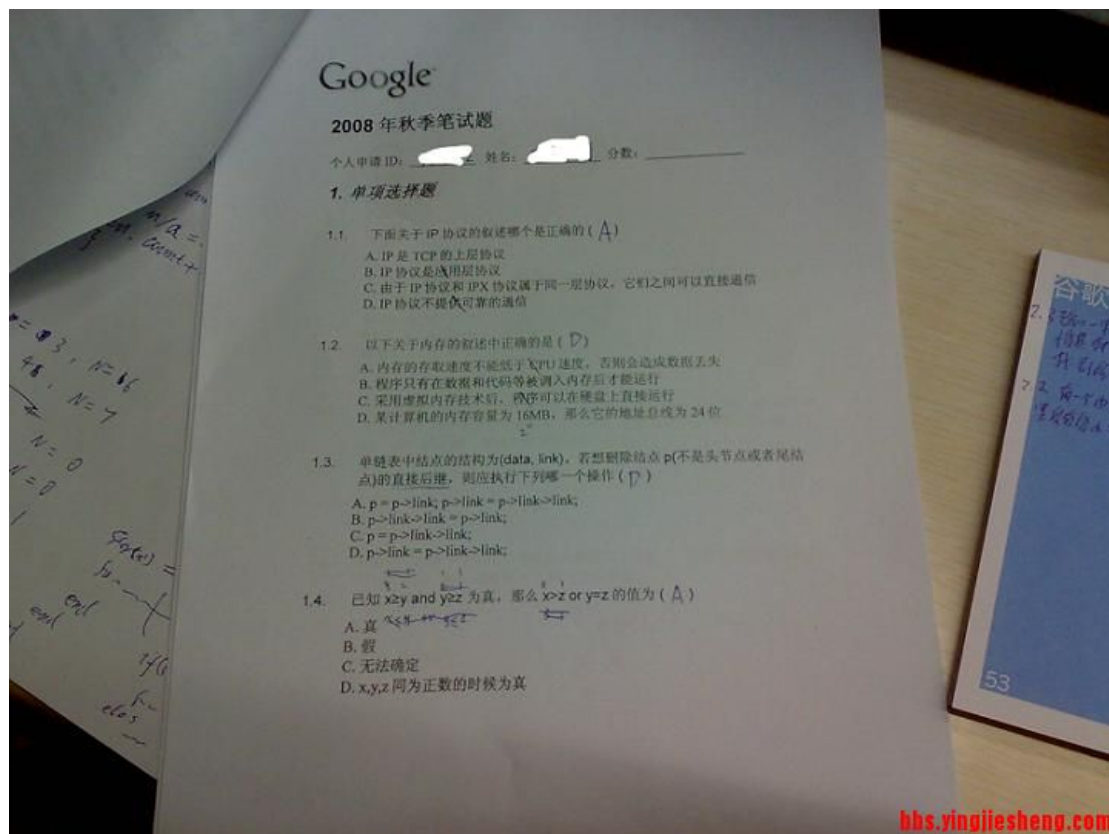 Google
2008 年秋季笔试题
个人申请 ID: 姓名: 分数:
1. 单项选择题
1.1. 下面关于 IP 协议的叙述哪个是正确的 ( A )
A. IP 是 TCP 的上层协议
B. IP 协议是应用层协议
C. 由于 IP 协议和 IPX 协议属于同一层协议，它们之间可以直接通信
D. IP 协议不提供可靠的通信
1.2. 以下关于内存的叙述中正确的是 ( D )
A. 内存的存取速度不能低于 CPU 速度，否则会造成数据丢失
B. 程序只有在数据和代码等被调入内存后才能运行
C. 采用虚拟内存技术后，程序可以在硬盘上直接运行
D. 某计算机的内存容量为 16MB，那么它的地址总线为 24 位
1.3. 单链表中结点的结构为(data, link)，若想删除结点 p(不是头节点或者尾结
点)的直接后继，则应执行下列哪一个操作 ( D )
A. p = p->link; p->link = p->link->link;
B. p->link->link = p->link;
C. p = p->link->link;
D. p->link = p->link->link;
1.4. 已知 x≥y and y≥z 为真，那么 x>z or y=z 的值为 ( A )
A. 真
B. 假
C. 无法确定
D. x,y,z 同为正数的时候为真
n/a =
count +
3, N=16
48, N=4
N=0
N=0
end
end
谷歌
53
bbs.yingjiesheng.com